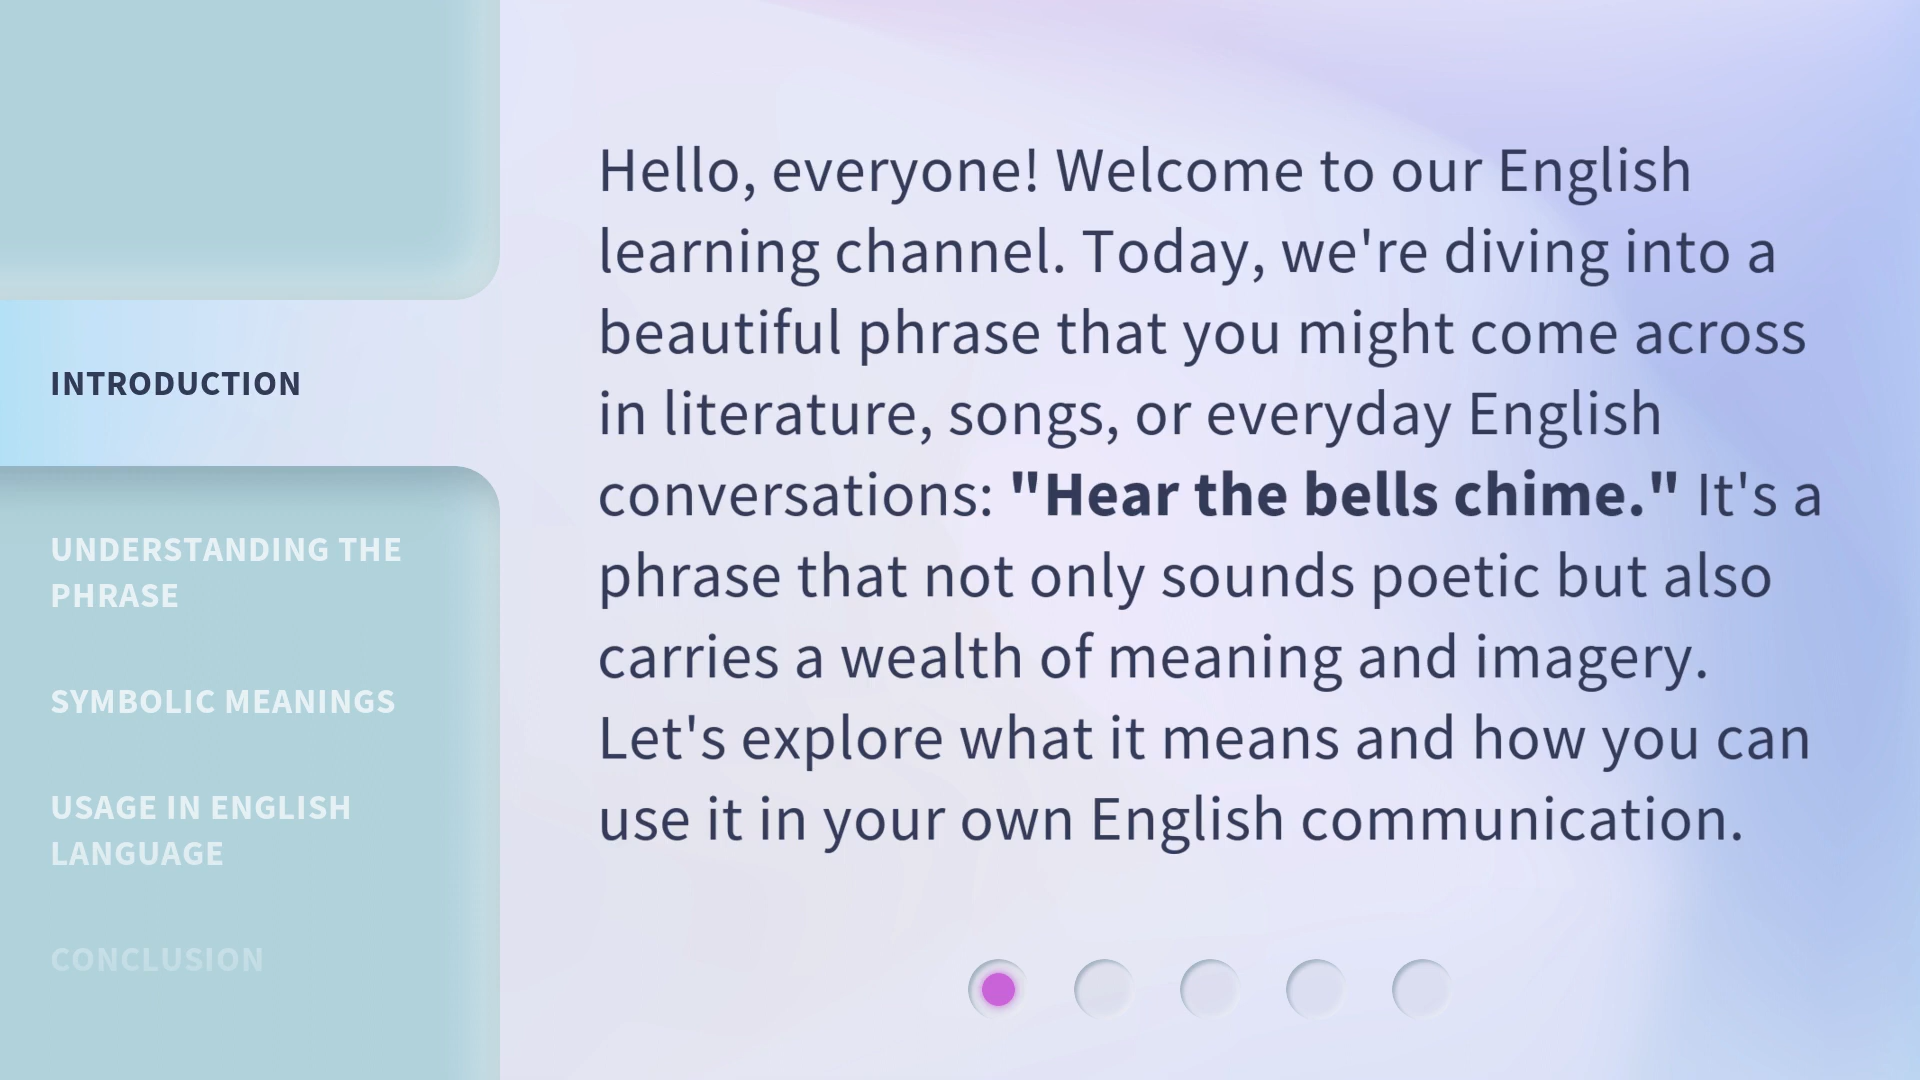 INTRODUCTION
UNDERSTANDING THE
PHRASE
SYMBOLIC MEANINGS
USAGE IN ENGLISH
LANGUAGE
CONCLUSION
Hello, everyone! Welcome to our English
learning channel. Today, we're diving into a
beautiful phrase that you might come across
in literature, songs, or everyday English
conversations: "Hear the bells chime." It's a
phrase that not only sounds poetic but also
carries a wealth of meaning and imagery.
Let's explore what it means and how you can
use it in your own English communication.